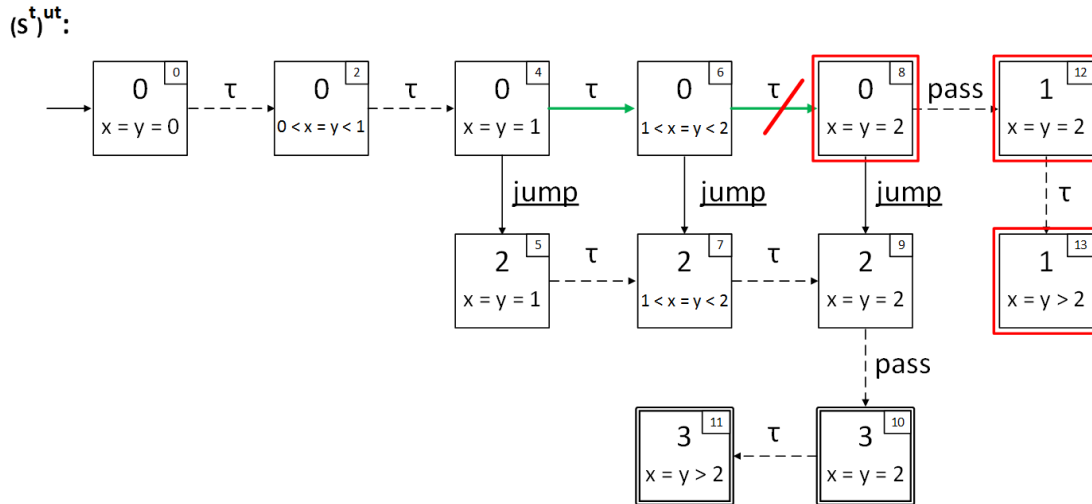 (S^t)^ut:
0 τ 2 τ 4 τ 6 τ 8 pass 12
0 0 0 0 0 1
x = y = 0 0 < x = y < 1 x = y = 1 1 < x = y < 2 x = y = 2 x = y = 2
jump jump jump τ
5 τ 7 τ 9 13
2 2 2 1
x = y = 1 1 < x = y < 2 x = y = 2 x = y > 2
pass
11 τ 10
3 3
x = y > 2 x = y = 2